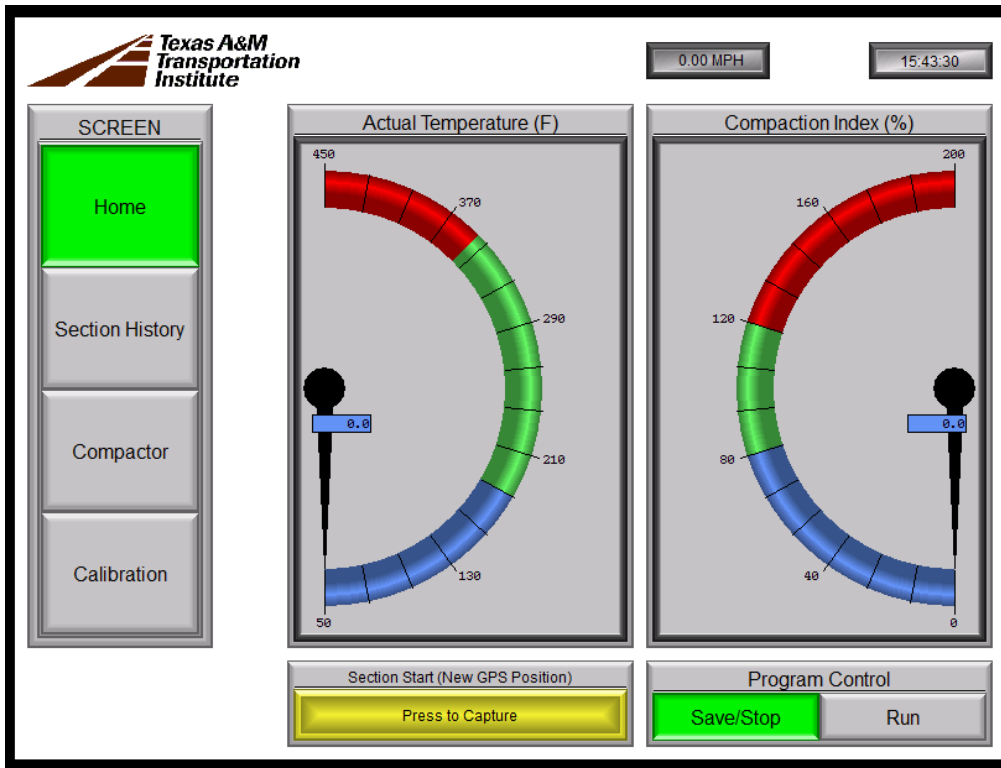 Texas A&M
Transportation
Institute
0.00 MPH
15:43:30
SCREEN
Home
Section History
Compactor
Calibration
Actual Temperature (F)
450
370
290
210
130
50
0.0
Compaction Index (%)
200
160
120
80
40
0
0.0
Section Start (New GPS Position)
Press to Capture
Program Control
Save/Stop
Run